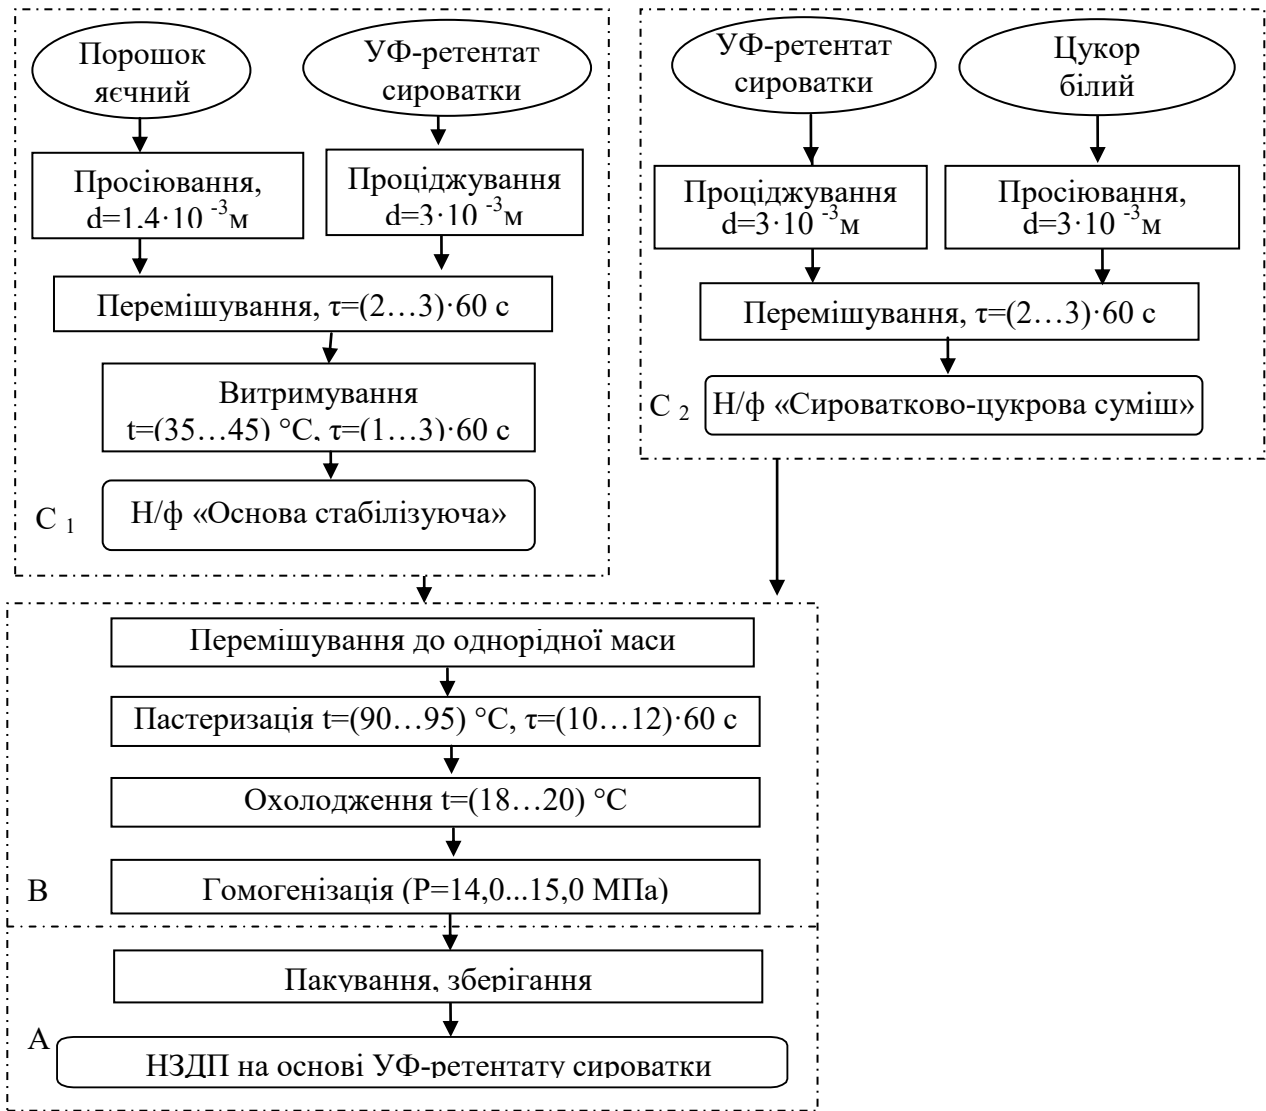 Порошок
яєчний
УФ-ретентат
сироватки
Просіювання,
d=1,4·10 ⁻³м
Проціджування
d=3·10 ⁻³м
Перемішування, τ=(2…3)·60 с
Витримування
t=(35…45) °С, τ=(1…3)·60 с
С ₁
Н/ф «Основа стабілізуюча»
УФ-ретентат
сироватки
Цукор
білий
Проціджування
d=3·10 ⁻³м
Просіювання,
d=3·10 ⁻³м
Перемішування, τ=(2…3)·60 с
С ₂
Н/ф «Сироватково-цукрова суміш»
Перемішування до однорідної маси
Пастеризація t=(90…95) °С, τ=(10…12)·60 с
Охолодження t=(18…20) °С
В
Гомогенізація (Р=14,0...15,0 МПа)
Пакування, зберігання
А
НЗДП на основі УФ-ретентату сироватки